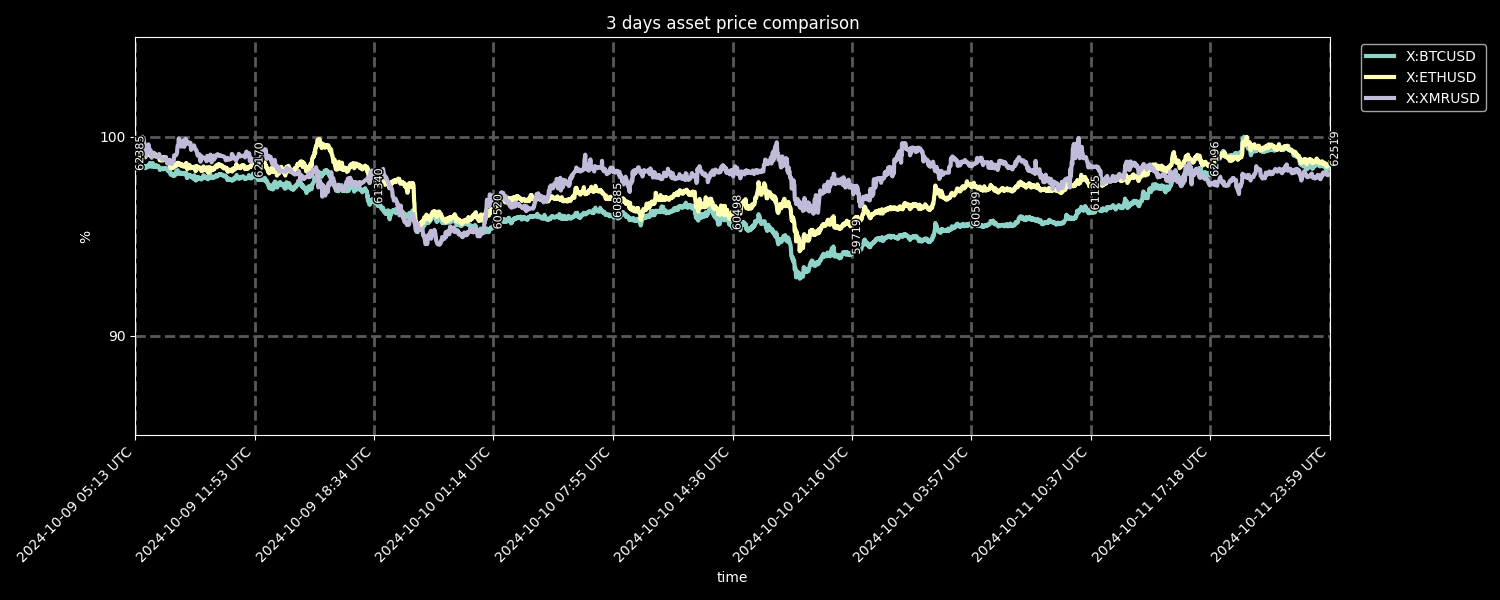 3 days asset price comparison
X:BTCUSD
X:ETHUSD
X:XMRUSD
100
90
%
62385
62170
61340
60520
60885
60498
59719
60599
61125
62196
62519
2024-10-09 05:13 UTC
2024-10-09 11:53 UTC
2024-10-09 18:34 UTC
2024-10-10 01:14 UTC
2024-10-10 07:55 UTC
2024-10-10 14:36 UTC
2024-10-10 21:16 UTC
2024-10-11 03:57 UTC
2024-10-11 10:37 UTC
2024-10-11 17:18 UTC
2024-10-11 23:59 UTC
time